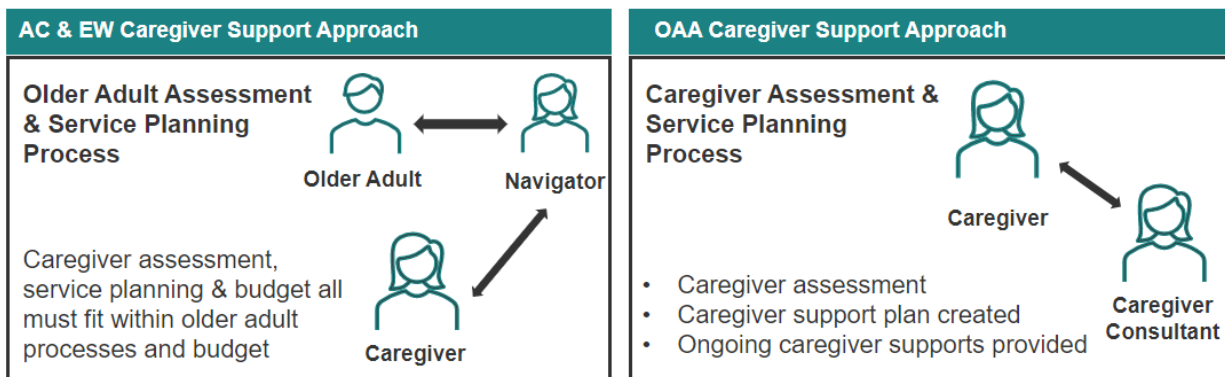 AC & EW Caregiver Support Approach
Older Adult Assessment
& Service Planning
Process
Older Adult
Navigator
Caregiver assessment,
service planning & budget all
must fit within older adult
processes and budget
Caregiver
OAA Caregiver Support Approach
Caregiver Assessment &
Service Planning
Process
Caregiver
• Caregiver assessment
• Caregiver support plan created
• Ongoing caregiver supports provided
Caregiver
Consultant